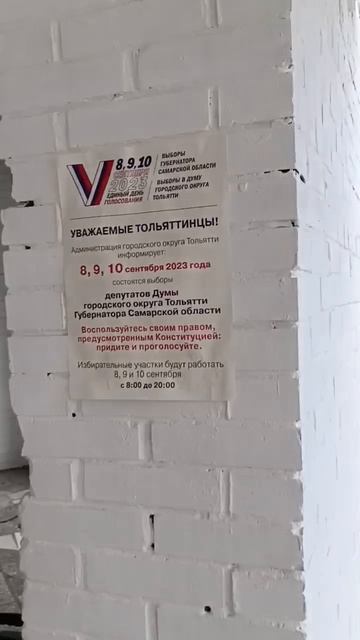 8, 9, 10
СЕНТЯБРЯ
2023
ЕДИНЫЙ ДЕНЬ
ГОЛОСОВАНИЯ
ВЫБОРЫ
ГУБЕРНАТОРА
САМАРСКОЙ ОБЛАСТИ
ВЫБОРЫ В ДУМУ
ГОРОДСКОГО ОКРУГА
ТОЛЬЯТТИ
УВАЖАЕМЫЕ ТОЛЬЯТТИНЦЫ!
Администрация городского округа Тольятти
информирует:
8, 9, 10 сентября 2023 года
состоятся выборы
депутатов Думы
городского округа Тольятти
Губернатора Самарской области
Воспользуйтесь своим правом,
предусмотренным Конституцией:
придите и проголосуйте.
Избирательные участки будут работать
8, 9 и 10 сентября
с 8:00 до 20:00